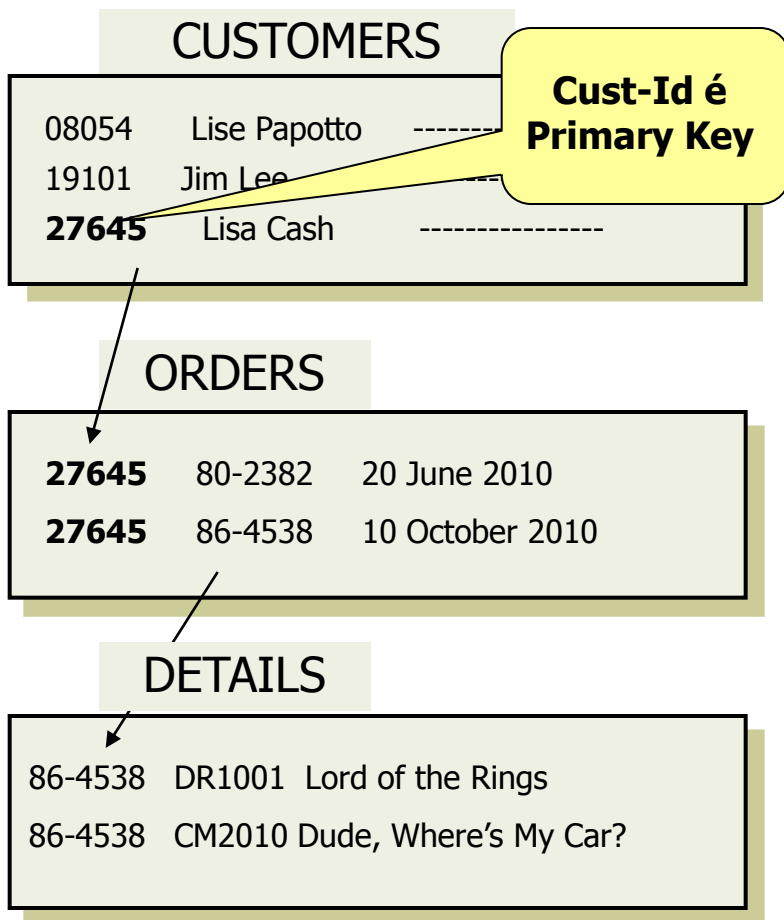 CUSTOMERS
Cust-Id é
Primary Key
08054 Lise Papotto ---------
19101 Jim Lee
27645 Lisa Cash ----------------
ORDERS
27645 80-2382 20 June 2010
27645 86-4538 10 October 2010
DETAILS
86-4538 DR1001 Lord of the Rings
86-4538 CM2010 Dude, Where’s My Car?